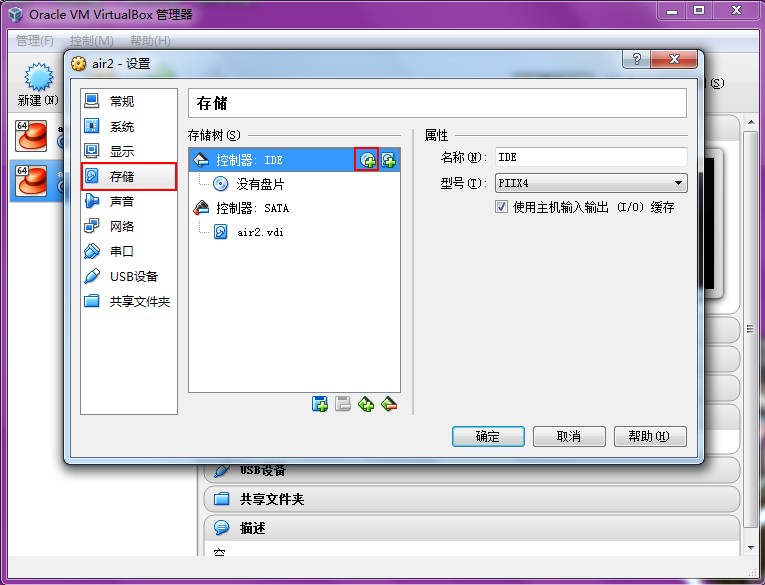 Oracle VM VirtualBox 管理器
管理(F) 控制(M) 帮助(H)
新建(N)
(S)
64
64
air2 - 设置
常规
系统
显示
存储
声音
网络
串口
USB设备
共享文件夹
存储
存储树(S)
控制器: IDE
没有盘片
控制器: SATA
air2.vdi
属性
名称(N): IDE
型号(T): PIIX4
使用主机输入输出 (I/O) 缓存
确定 取消 帮助(H)
USB设备
共享文件夹
描述
空